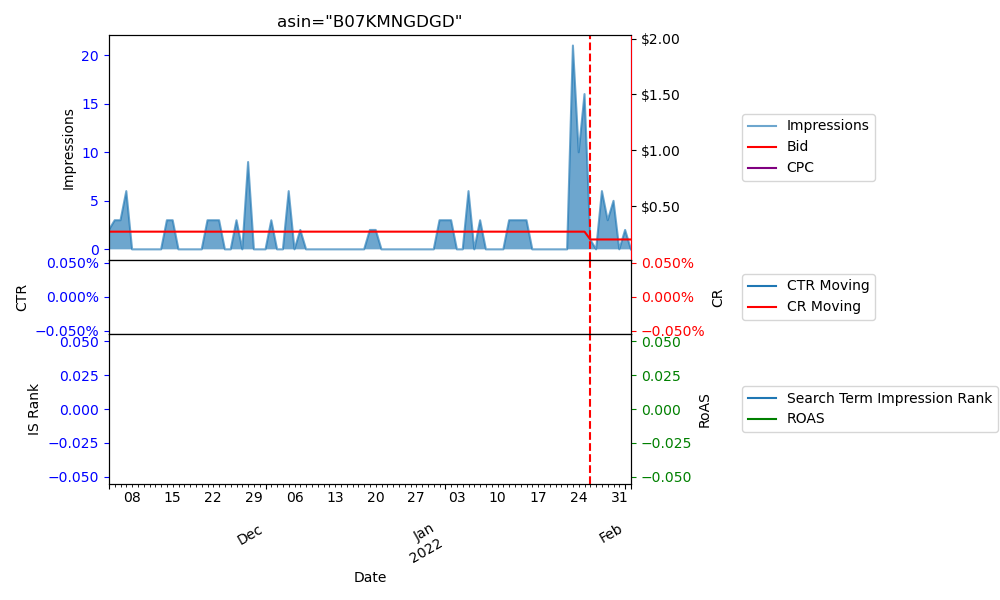 asin="B07KMNGDGD"
Impressions
20
15
10
5
0
$2.00
$1.50
$1.00
$0.50
Impressions
Bid
CPC
CTR
0.050%
0.000%
−0.050%
0.050%
0.000%
−0.050%
CR
CTR Moving
CR Moving
IS Rank
0.050
0.025
0.000
−0.025
−0.050
0.050
0.025
0.000
−0.025
−0.050
RoAS
Search Term Impression Rank
ROAS
08 15 22 29 06 13 20 27 03 10 17 24 31
Dec Jan Feb
2022
Date